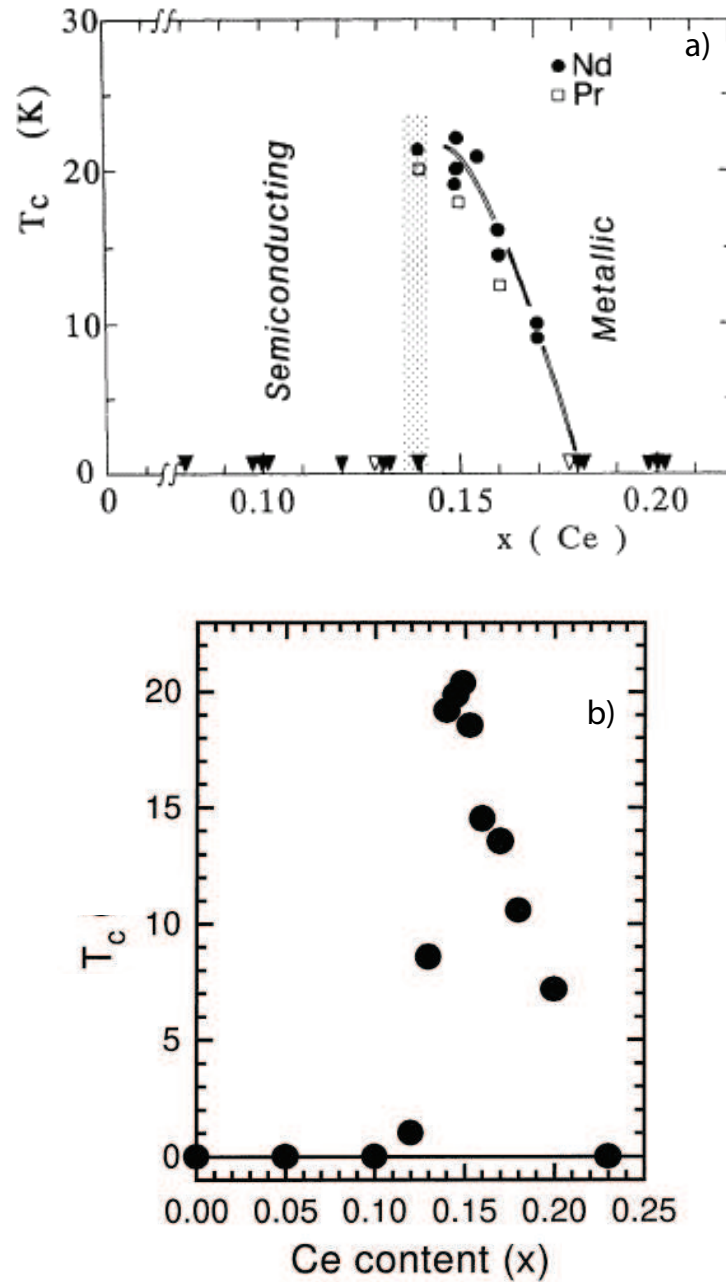 30
a)
● Nd
□ Pr
Tc (K)
20
Semiconducting
Metallic
10
0
0 0.10 0.15 0.20
x ( Ce )
b)
20
15
Tc
10
5
0
0.00 0.05 0.10 0.15 0.20 0.25
Ce content (x)